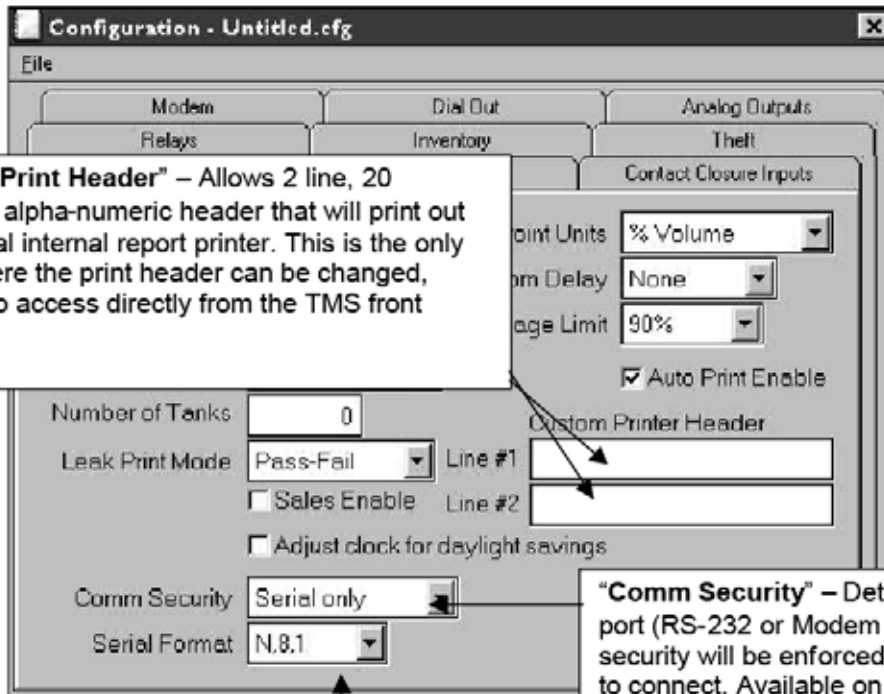 Configuration - Untitled.cfg
File
Modem Dial Out Analog Outputs
Relays Inventory Theft
Contact Closure Inputs
Print Header" – Allows 2 line, 20
alpha-numeric header that will print out
internal report printer. This is the only
the print header can be changed,
access directly from the TMS front
Units % Volume
Delay None
Limit 90%
Auto Print Enable
Number of Tanks 0
Custom Printer Header
Leak Print Mode Pass-Fail Line #1
Sales Enable Line #2
Adjust clock for daylight savings
Comm Security Serial only
Serial Format N.8.1
"Comm Security" – Det
port (RS-232 or Modem
security will be enforced
to connect. Available on